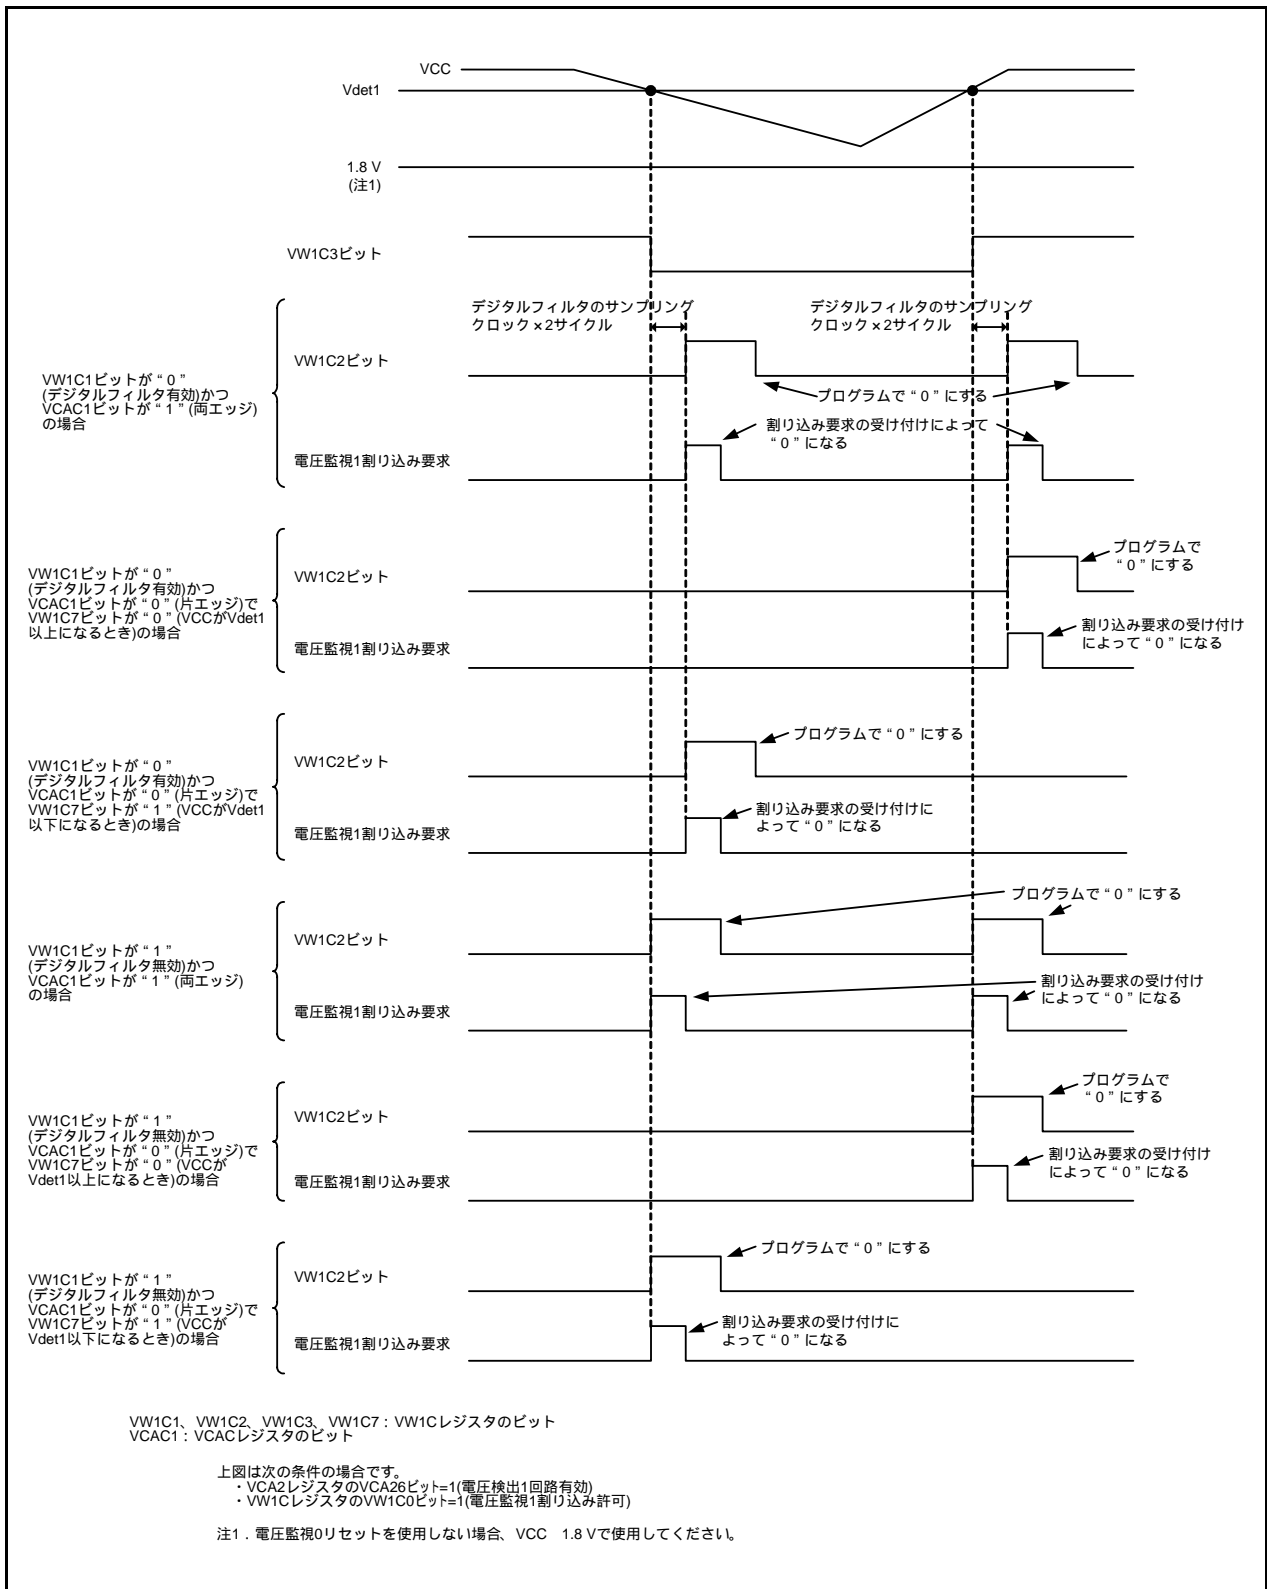 VCC
Vdet1
1.8 V
(注1)
VW1C3ビット
デジタルフィルタのサンプリング
クロック×2サイクル
デジタルフィルタのサンプリング
クロック×2サイクル
VW1C1ビットが“0”
(デジタルフィルタ有効)かつ
VCAC1ビットが“1”(両エッジ)
の場合
VW1C2ビット
プログラムで“0”にする
割り込み要求の受け付けによって
“0”になる
電圧監視1割り込み要求
VW1C1ビットが“0”
(デジタルフィルタ有効)かつ
VCAC1ビットが“0”(片エッジ)で
VW1C7ビットが“0”(VCCがVdet1
以上になるとき)の場合
VW1C2ビット
プログラムで
“0”にする
電圧監視1割り込み要求
割り込み要求の受け付け
によって“0”になる
VW1C1ビットが“0”
(デジタルフィルタ有効)かつ
VCAC1ビットが“0”(片エッジ)で
VW1C7ビットが“1”(VCCがVdet1
以下になるとき)の場合
VW1C2ビット
プログラムで“0”にする
電圧監視1割り込み要求
割り込み要求の受け付けに
よって“0”になる
VW1C1ビットが“1”
(デジタルフィルタ無効)かつ
VCAC1ビットが“1”(両エッジ)
の場合
VW1C2ビット
プログラムで“0”にする
電圧監視1割り込み要求
割り込み要求の受け付け
によって“0”になる
VW1C1ビットが“1”
(デジタルフィルタ無効)かつ
VCAC1ビットが“0”(片エッジ)で
VW1C7ビットが“0”(VCCが
Vdet1以上になるとき)の場合
VW1C2ビット
プログラムで
“0”にする
電圧監視1割り込み要求
割り込み要求の受け付け
によって“0”になる
VW1C1ビットが“1”
(デジタルフィルタ無効)かつ
VCAC1ビットが“0”(片エッジ)で
VW1C7ビットが“1”(VCCが
Vdet1以下になるとき)の場合
VW1C2ビット
プログラムで“0”にする
電圧監視1割り込み要求
割り込み要求の受け付けに
よって“0”になる
VW1C1、VW1C2、VW1C3、VW1C7：VW1Cレジスタのビット
VCAC1：VCACレジスタのビット
上図は次の条件の場合です。
・VCA2レジスタのVCA26ビット=1(電圧検出1回路有効)
・VW1CレジスタのVW1C0ビット=1(電圧監視1割り込み許可)
注1．電圧監視0リセットを使用しない場合、VCC　1.8 Vで使用してください。